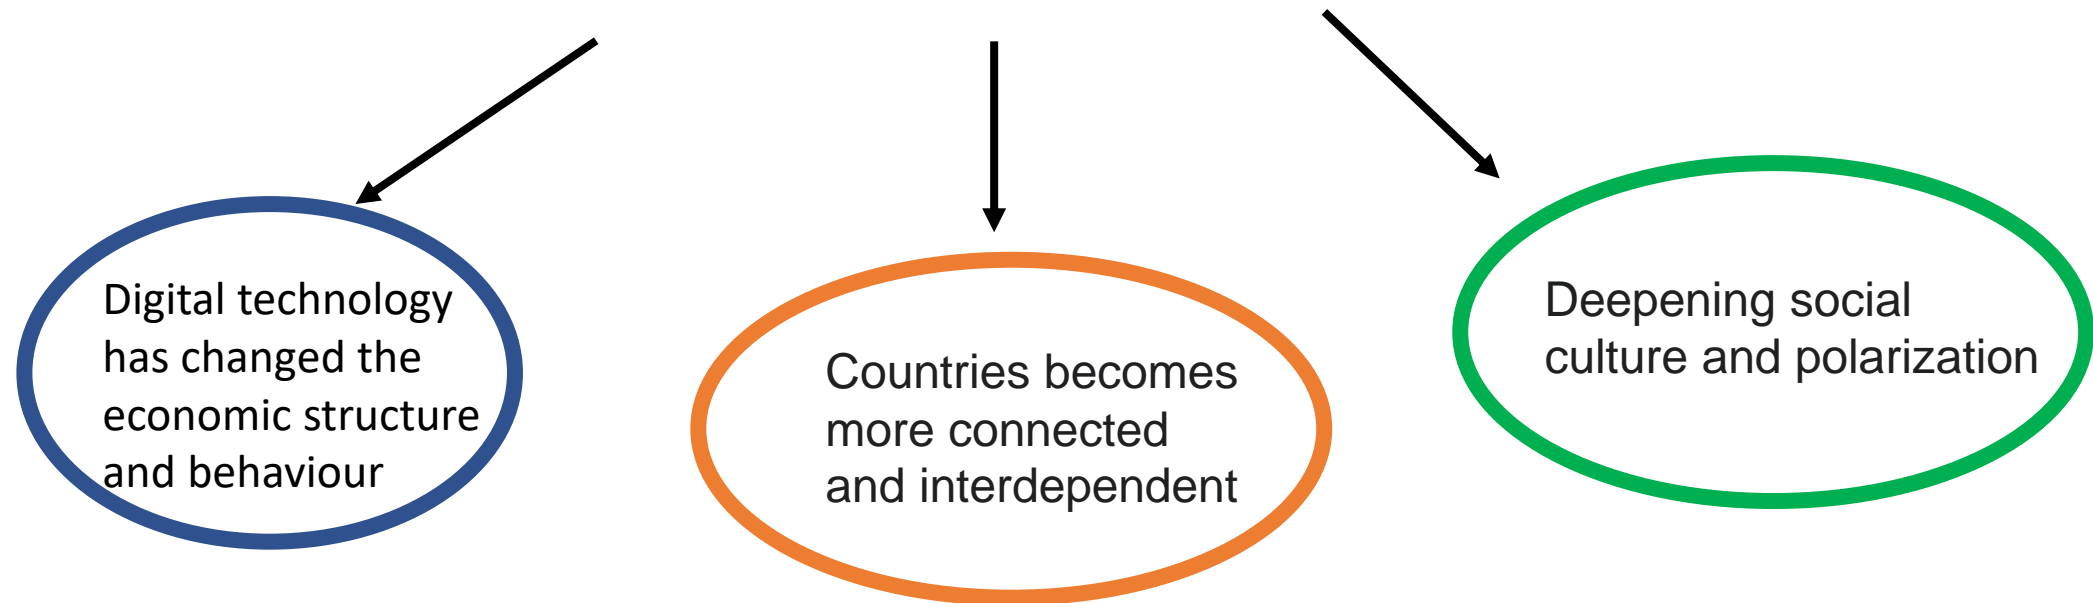 Digital technology
has changed the
economic structure
and behaviour
Countries becomes
more connected
and interdependent
Deepening social
culture and polarization